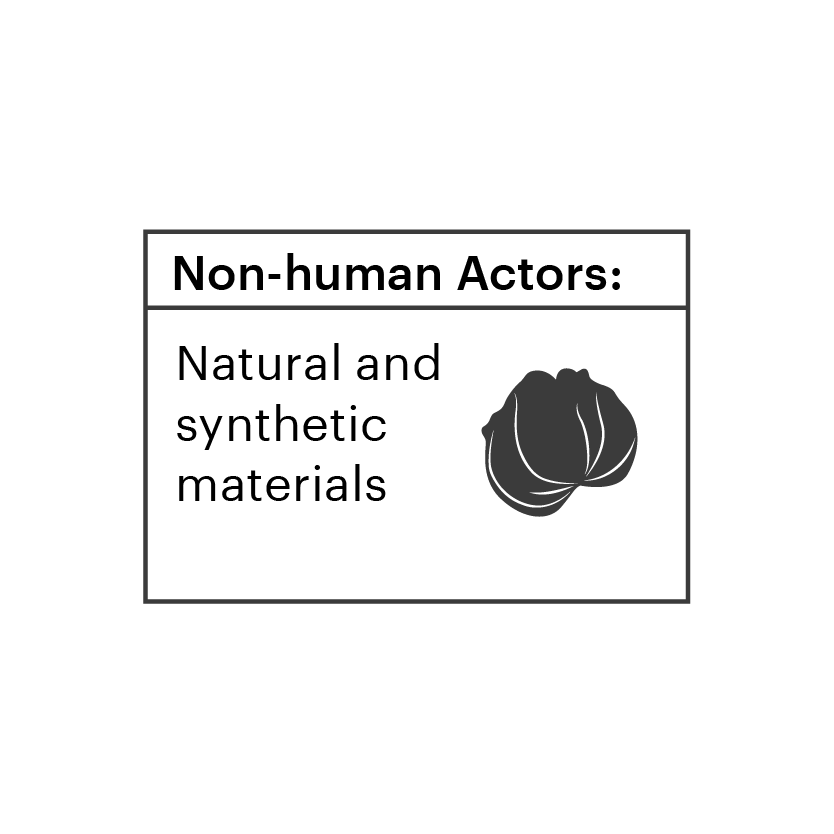 Non-human Actors:
Natural and
synthetic
materials